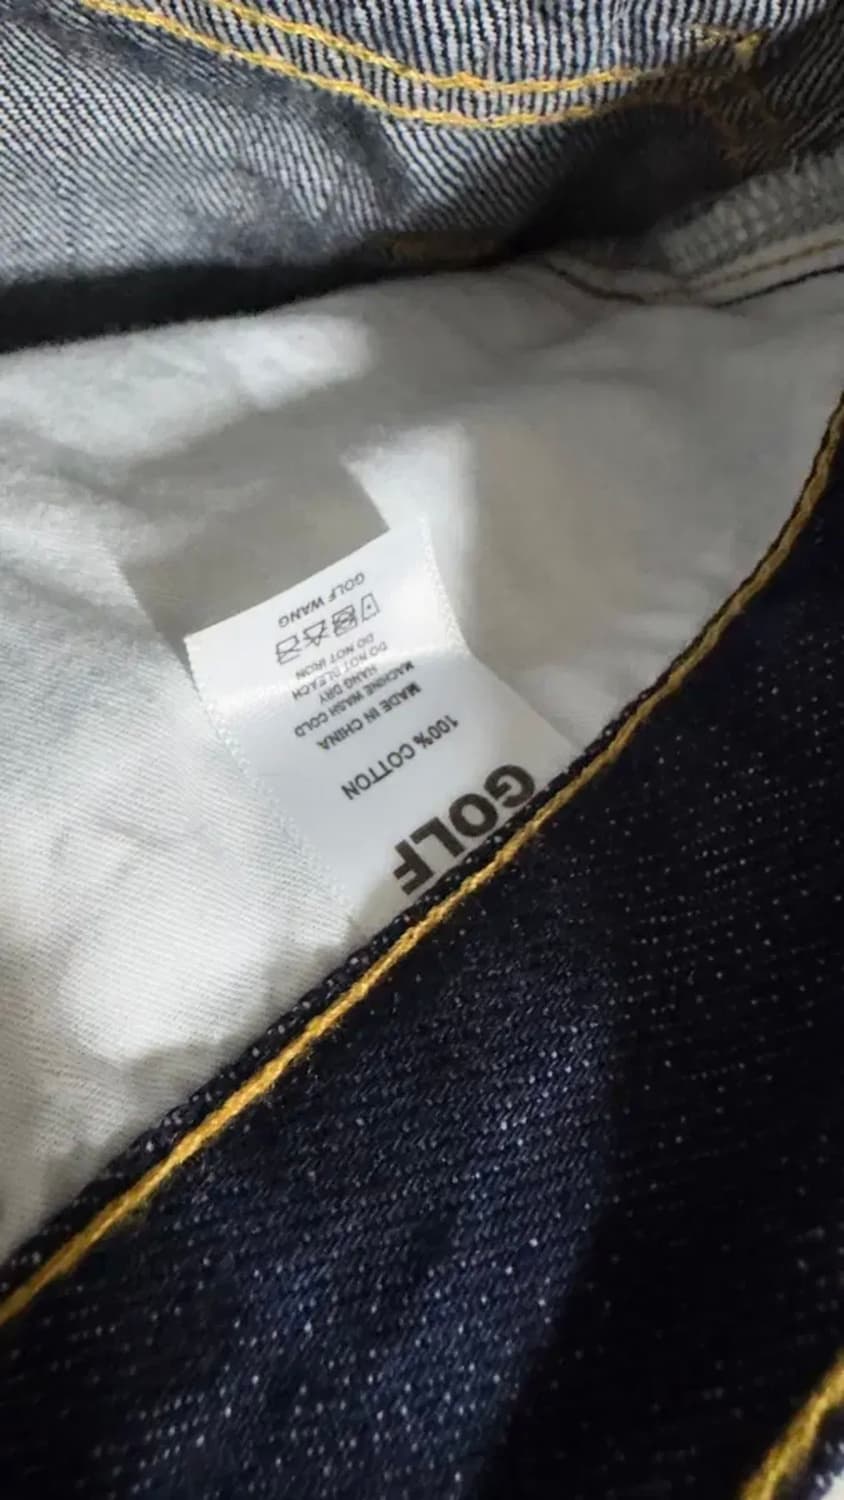 GOLF
100% COTTON
MADE IN CHINA
MACHINE WASH COLD
HANG DRY
DO NOT BLEACH
DO NOT IRON
GOLF WANG